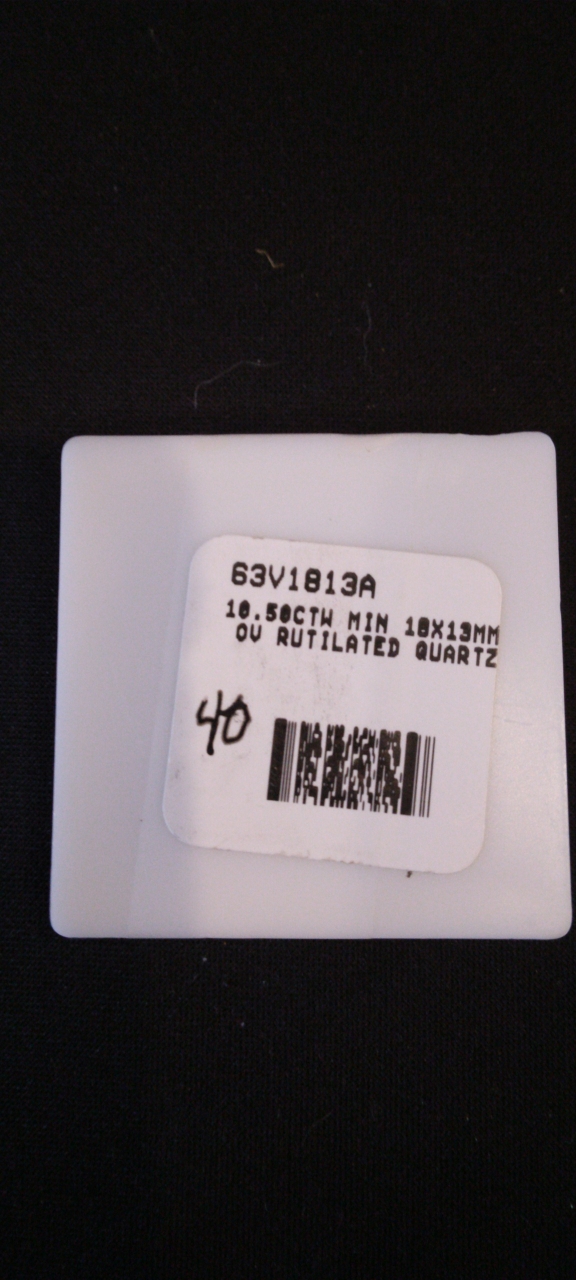 63V1813A
10.50CTW MIN 18X13MM
OV RUTILATED QUARTZ
40